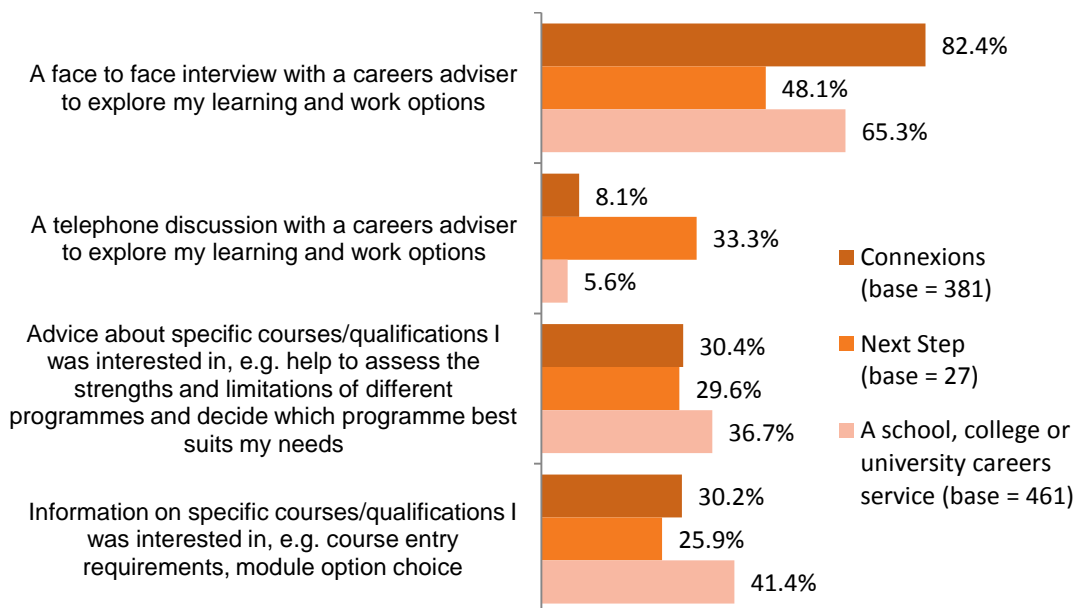 A face to face interview with a careers adviser
to explore my learning and work options
82.4%
48.1%
65.3%
A telephone discussion with a careers adviser
to explore my learning and work options
8.1%
33.3%
5.6%
Advice about specific courses/qualifications I
was interested in, e.g. help to assess the
strengths and limitations of different
programmes and decide which programme best
suits my needs
30.4%
29.6%
36.7%
Information on specific courses/qualifications I
was interested in, e.g. course entry
requirements, module option choice
30.2%
25.9%
41.4%
Connexions
(base = 381)
Next Step
(base = 27)
A school, college or
university careers
service (base = 461)